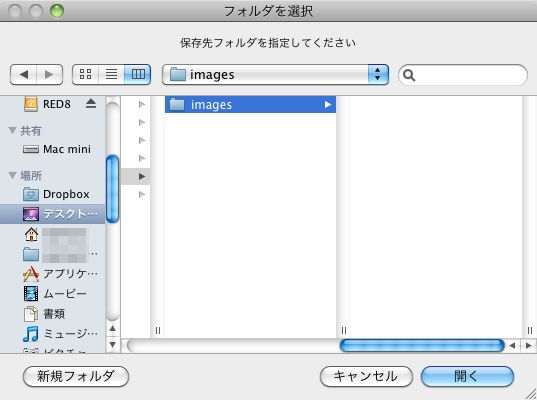 フォルダを選択
保存先フォルダを指定してください
images
RED8
images
共有
Mac mini
場所
Dropbox
デスクト…
…
アプリケ…
ムービー
書類
ミュージ…
ピクチャ…
新規フォルダ
キャンセル
開く